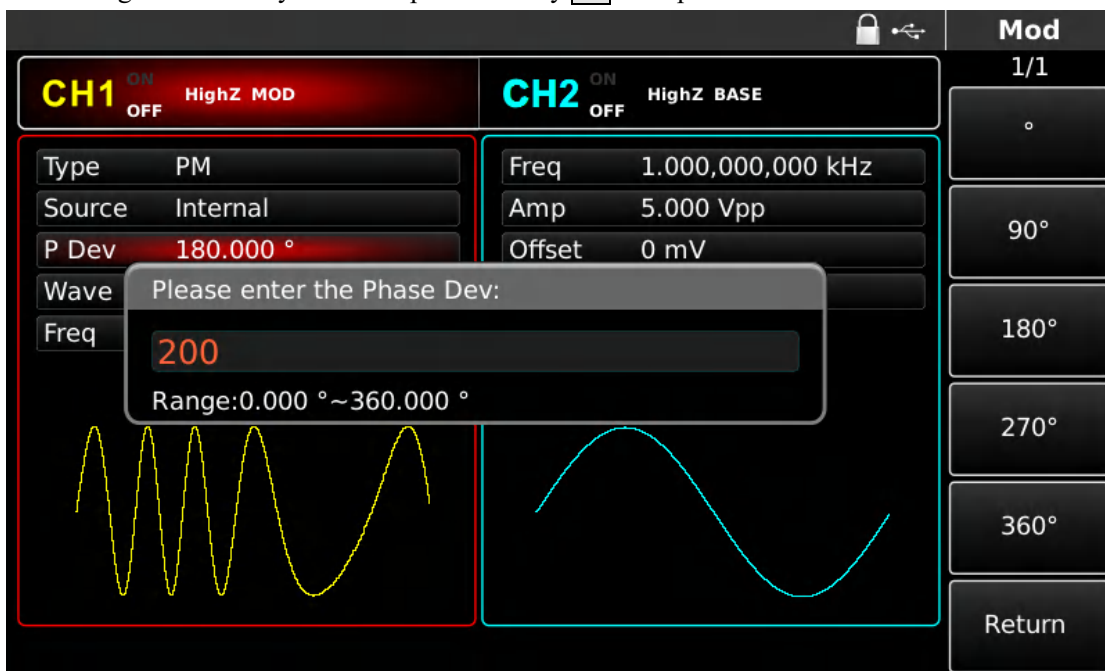 Mod
1/1
CH1 ON OFF HighZ MOD
CH2 ON OFF HighZ BASE
°
Type PM
Freq 1.000,000,000 kHz
Source Internal
Amp 5.000 Vpp
90°
P Dev 180.000 °
Offset 0 mV
Wave
Please enter the Phase Dev:
Freq
200
180°
Range:0.000 °~360.000 °
270°
360°
Return